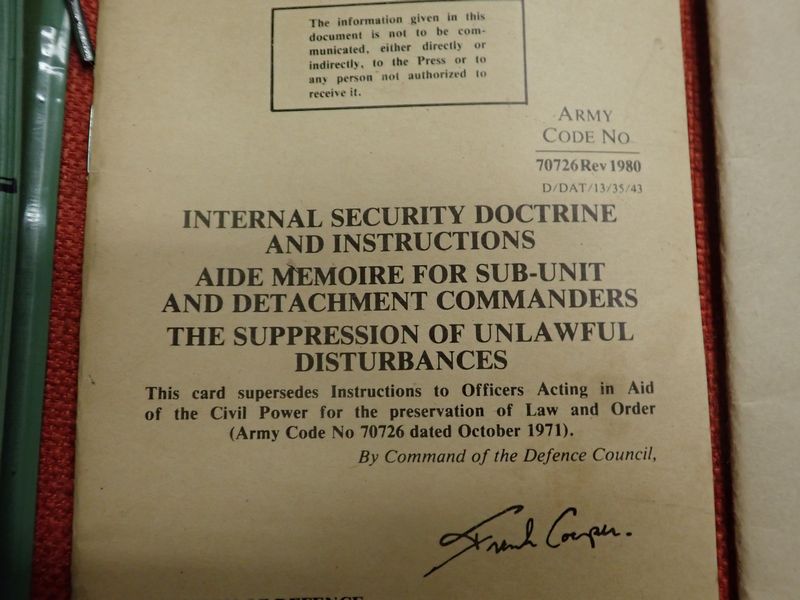 The information given in this
document is not to be com-
municated, either directly or
indirectly, to the Press or to
any person not authorized to
receive it.
ARMY
CODE NO
70726 Rev 1980
D/DAT/13/35/43
INTERNAL SECURITY DOCTRINE
AND INSTRUCTIONS
AIDE MEMOIRE FOR SUB-UNIT
AND DETACHMENT COMMANDERS
THE SUPPRESSION OF UNLAWFUL
DISTURBANCES
This card supersedes Instructions to Officers Acting in Aid
of the Civil Power for the preservation of Law and Order
(Army Code No 70726 dated October 1971).
By Command of the Defence Council,
Frank Cooper.
DEFENCE